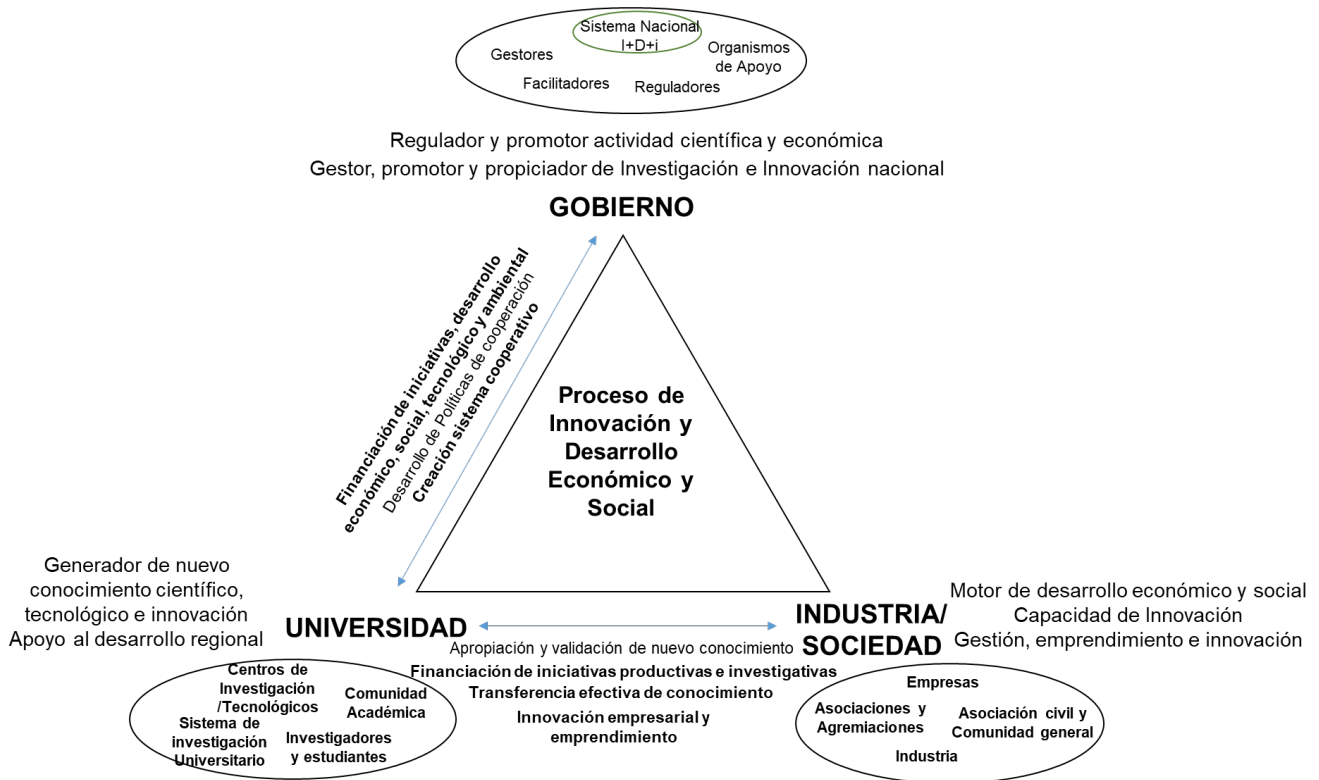 Sistema Nacional
I+D+i
Gestores
Organismos
de Apoyo
Facilitadores
Reguladores
Regulador y promotor actividad científica y económica
Gestor, promotor y propiciador de Investigación e Innovación nacional
GOBIERNO
Financiación de iniciativas, desarrollo
económico, social, tecnológico y ambiental
Desarrollo de Políticas de cooperación
Creación sistema cooperativo
Proceso de
Innovación y
Desarrollo
Económico y
Social
Generador de nuevo
conocimiento científico,
tecnológico e innovación
Apoyo al desarrollo regional
UNIVERSIDAD
INDUSTRIA/
SOCIEDAD
Motor de desarrollo económico y social
Capacidad de Innovación
Gestión, emprendimiento e innovación
Apropiación y validación de nuevo conocimiento
Financiación de iniciativas productivas e investigativas
Transferencia efectiva de conocimiento
Innovación empresarial y
emprendimiento
Centros de
Investigación
/Tecnológicos
Comunidad
Académica
Sistema de
investigación
Universitario
Investigadores
y estudiantes
Empresas
Asociaciones y
Agremiaciones
Asociación civil y
Comunidad general
Industria